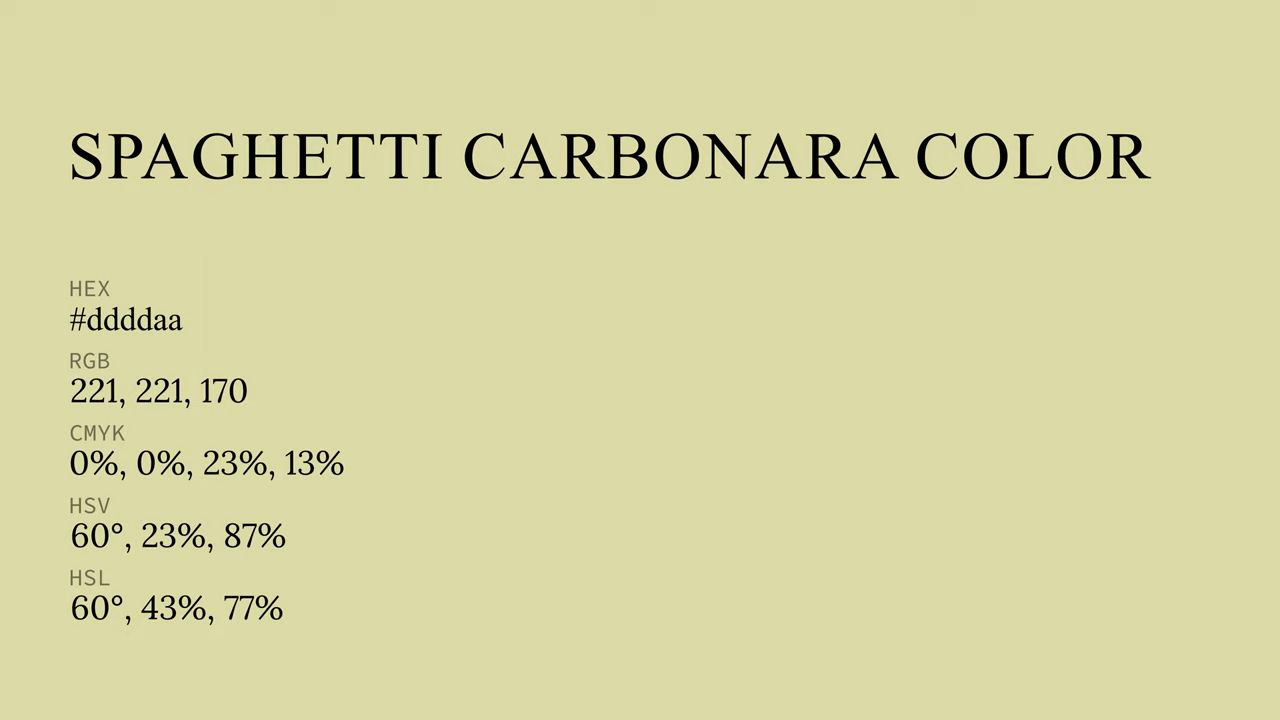 SPAGHETTI CARBONARA COLOR
HEX
#ddddaa
RGB
221, 221, 170
CMYK
0%, 0%, 23%, 13%
HSV
60°, 23%, 87%
HSL
60°, 43%, 77%